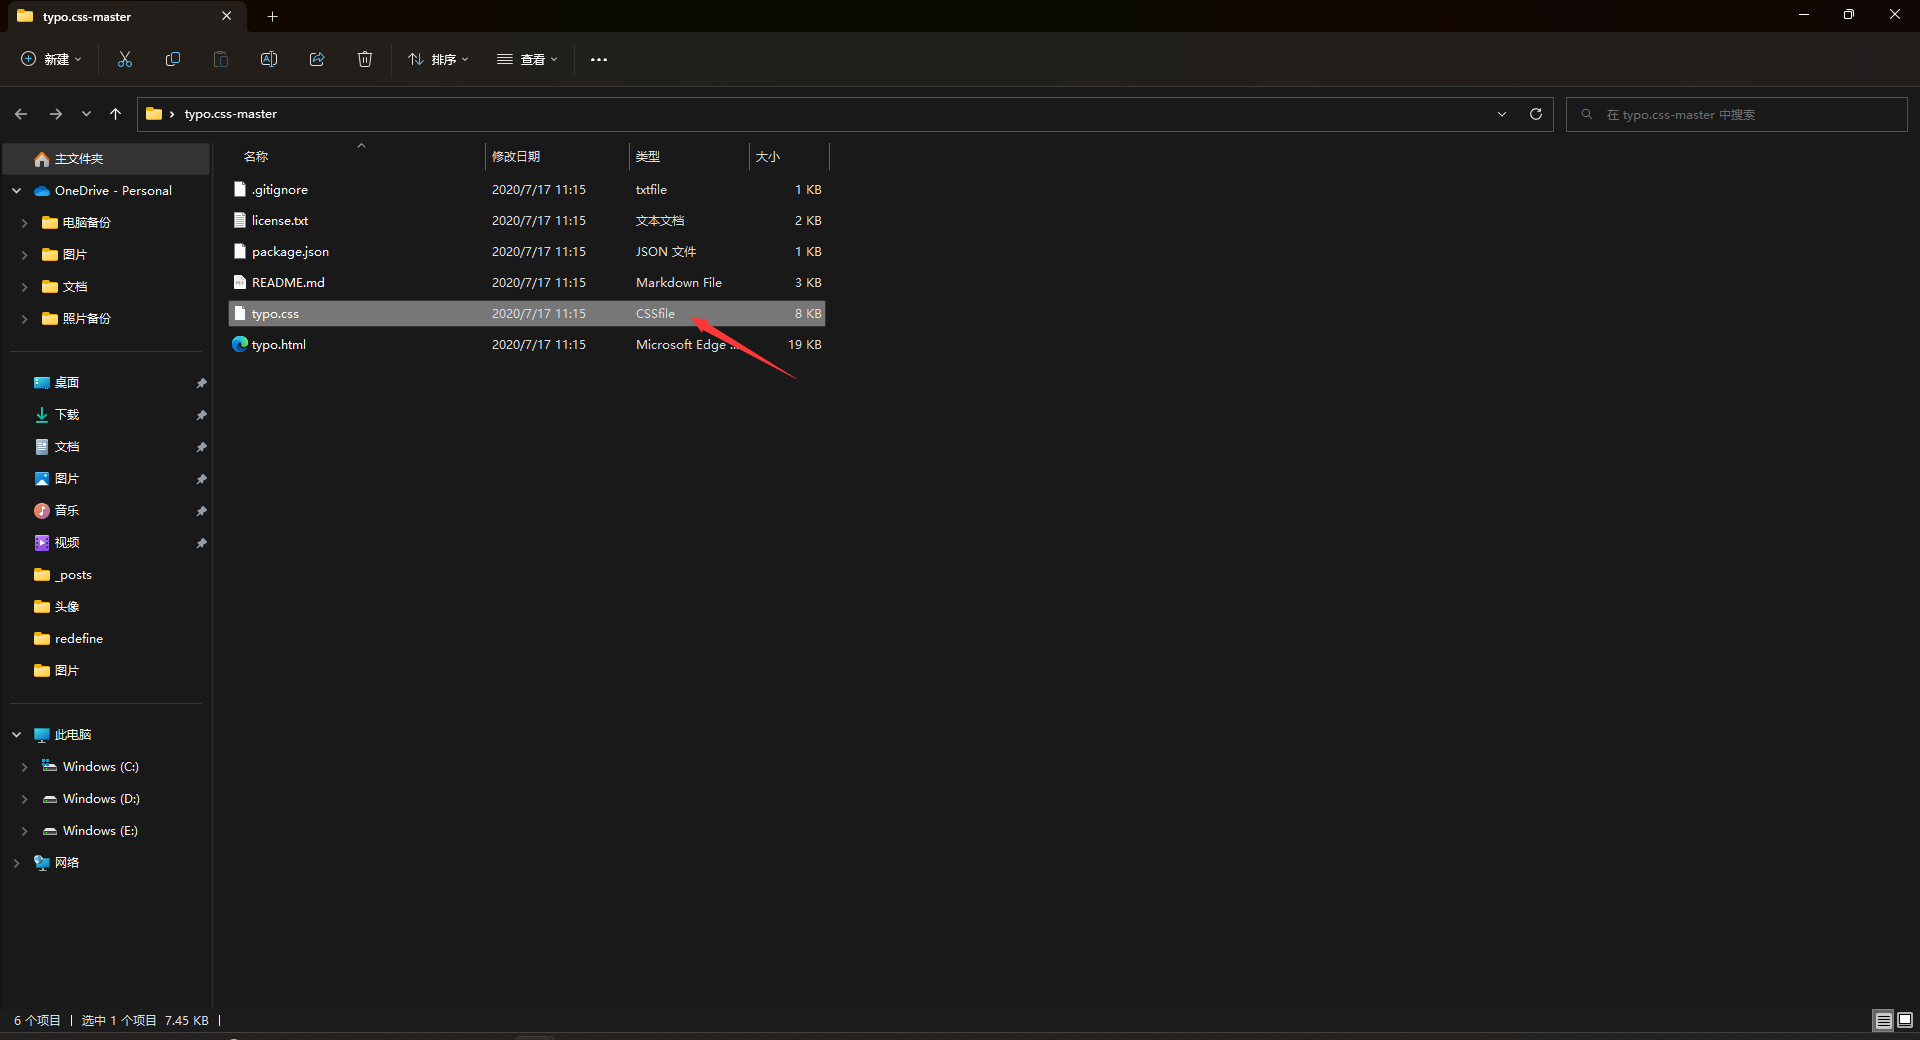 typo.css-master
新建
排序
查看
typo.css-master
在 typo.css-master 中搜索
主文件夹
OneDrive - Personal
电脑备份
图片
文档
照片备份
桌面
下载
文档
图片
音乐
视频
_posts
头像
redefine
图片
此电脑
Windows (C:)
Windows (D:)
Windows (E:)
网络
名称 修改日期 类型 大小
.gitignore 2020/7/17 11:15 txtfile 1 KB
license.txt 2020/7/17 11:15 文本文档 2 KB
package.json 2020/7/17 11:15 JSON 文件 1 KB
README.md 2020/7/17 11:15 Markdown File 3 KB
typo.css 2020/7/17 11:15 CSSfile 8 KB
typo.html 2020/7/17 11:15 Microsoft Edge ... 19 KB
6 个项目 选中 1 个项目 7.45 KB